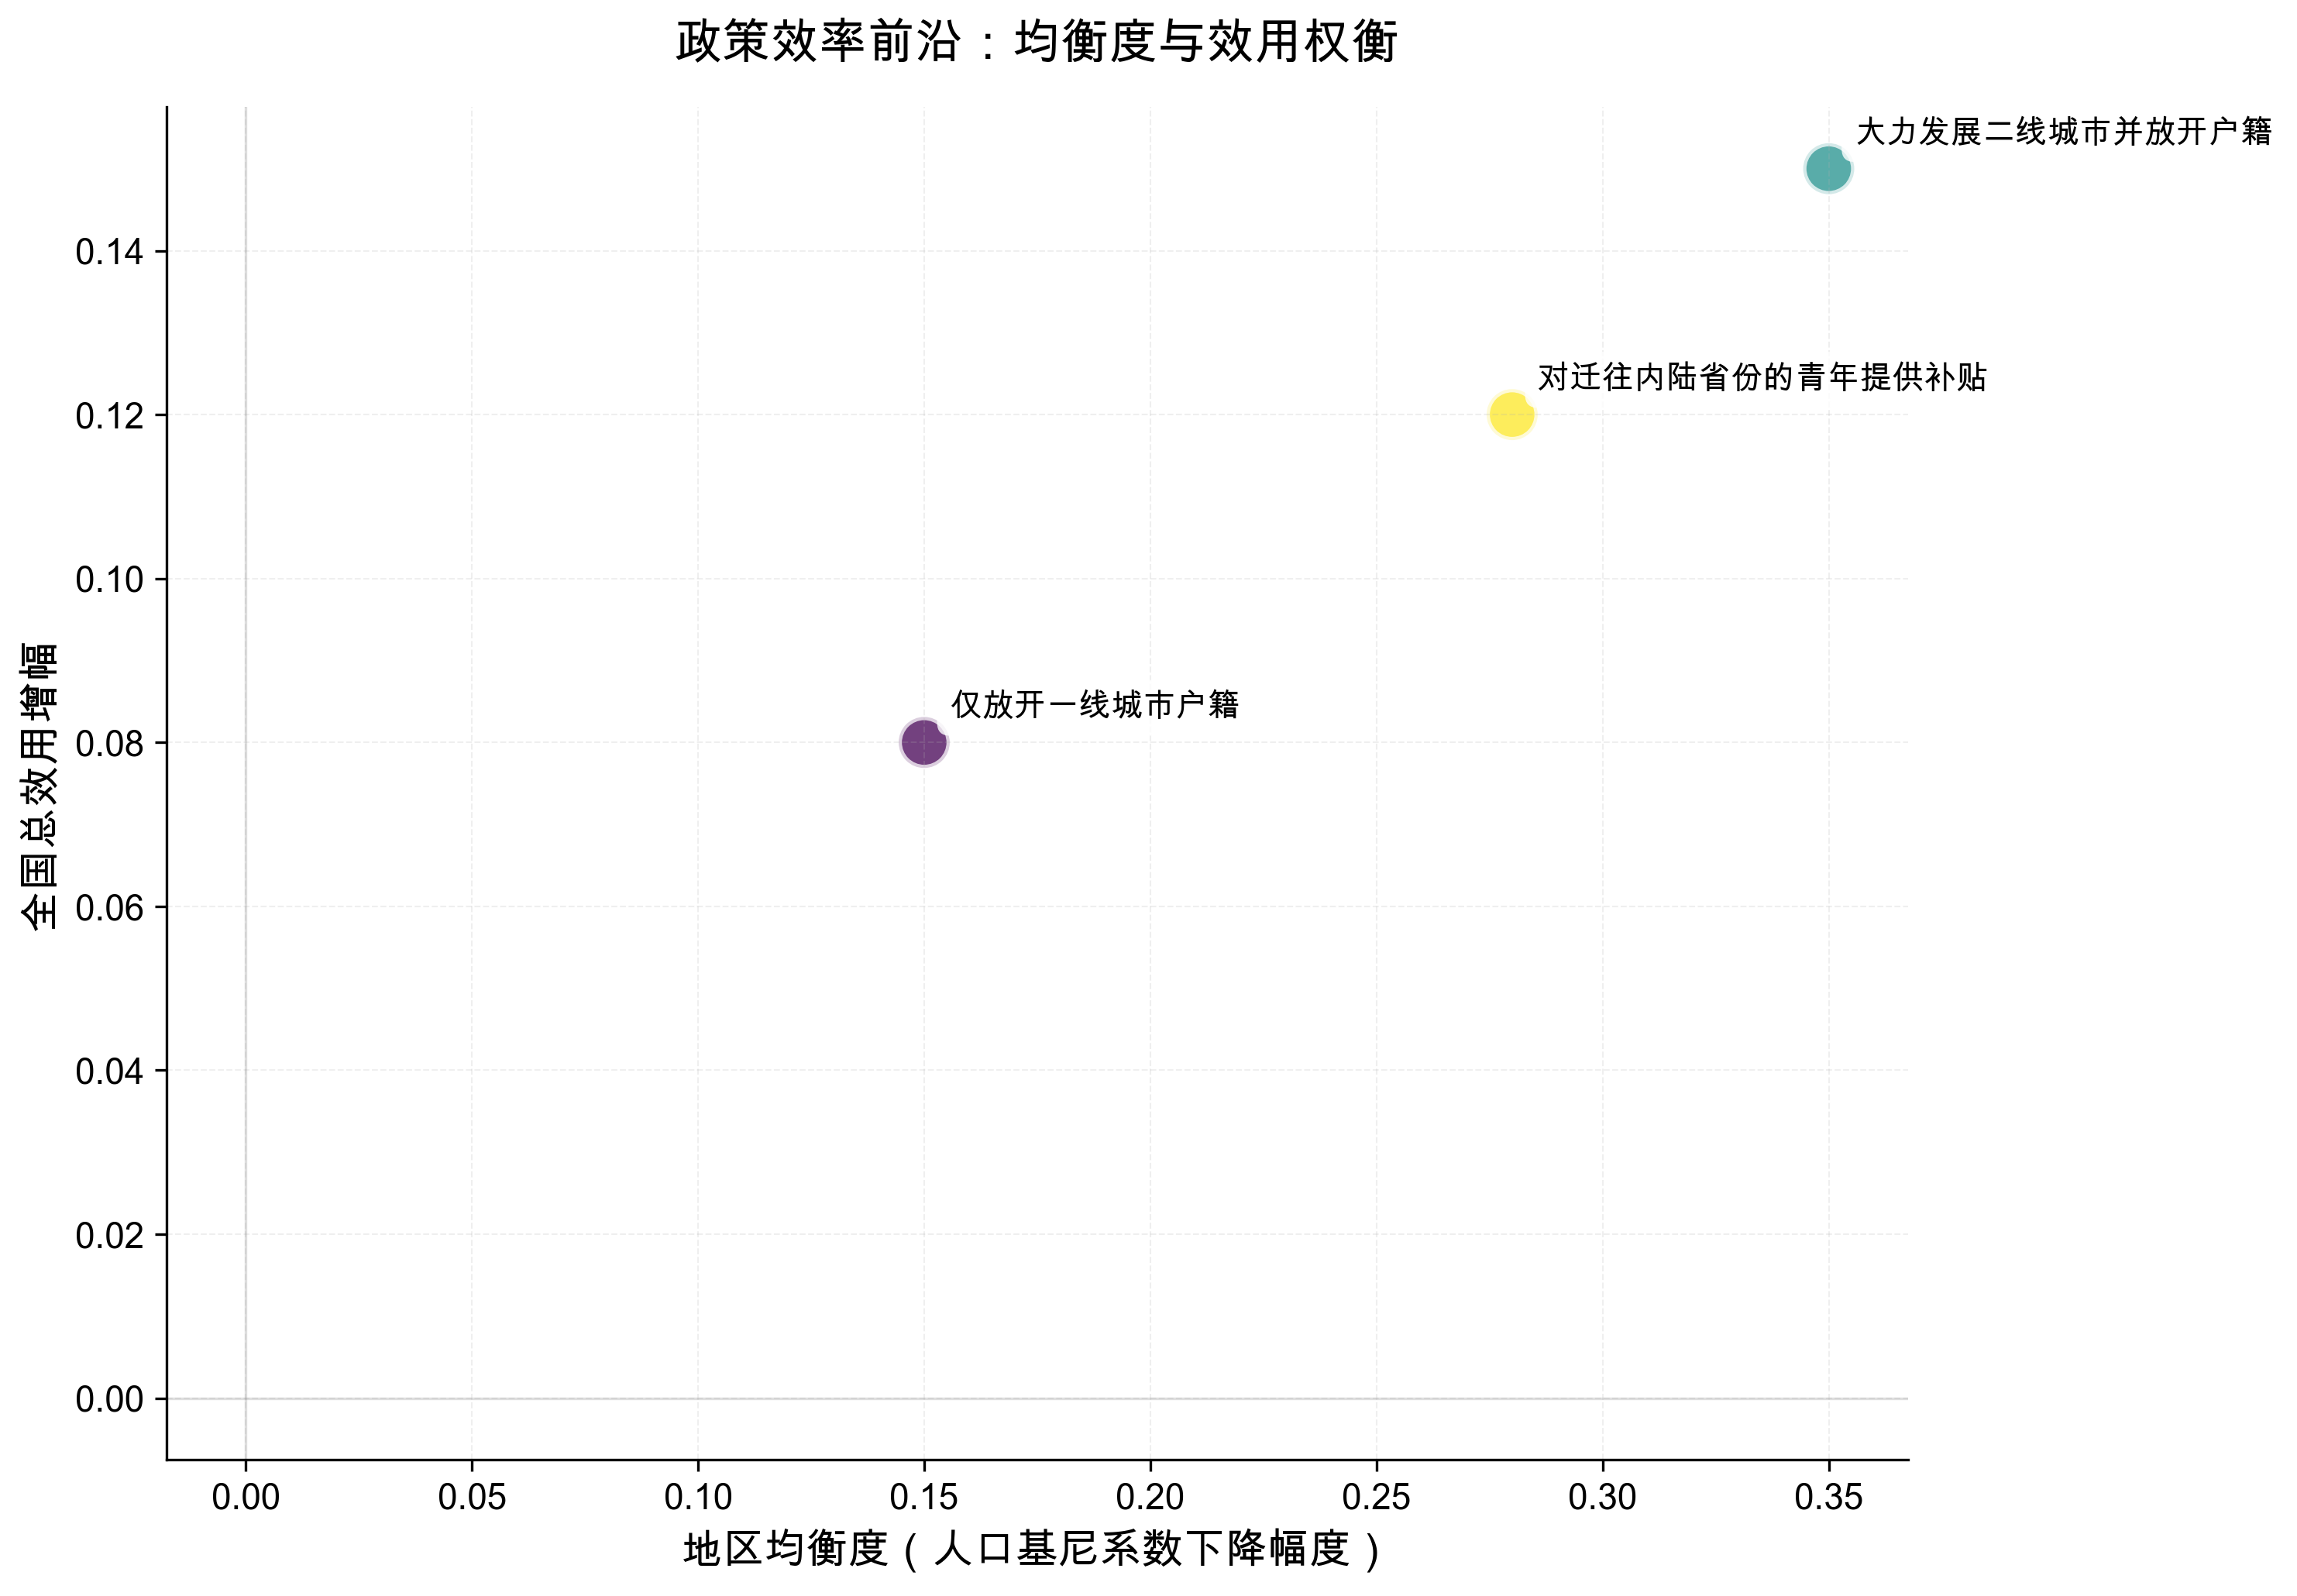 政策效率前沿：均衡度与效用权衡
大力发展二线城市并放开户籍
0.14
对迁往内陆省份的青年提供补贴
0.12
0.10
仅放开一线城市户籍
0.08
全国总效用增幅
0.06
0.04
0.02
0.00
0.00 0.05 0.10 0.15 0.20 0.25 0.30 0.35
地区均衡度（人口基尼系数下降幅度）